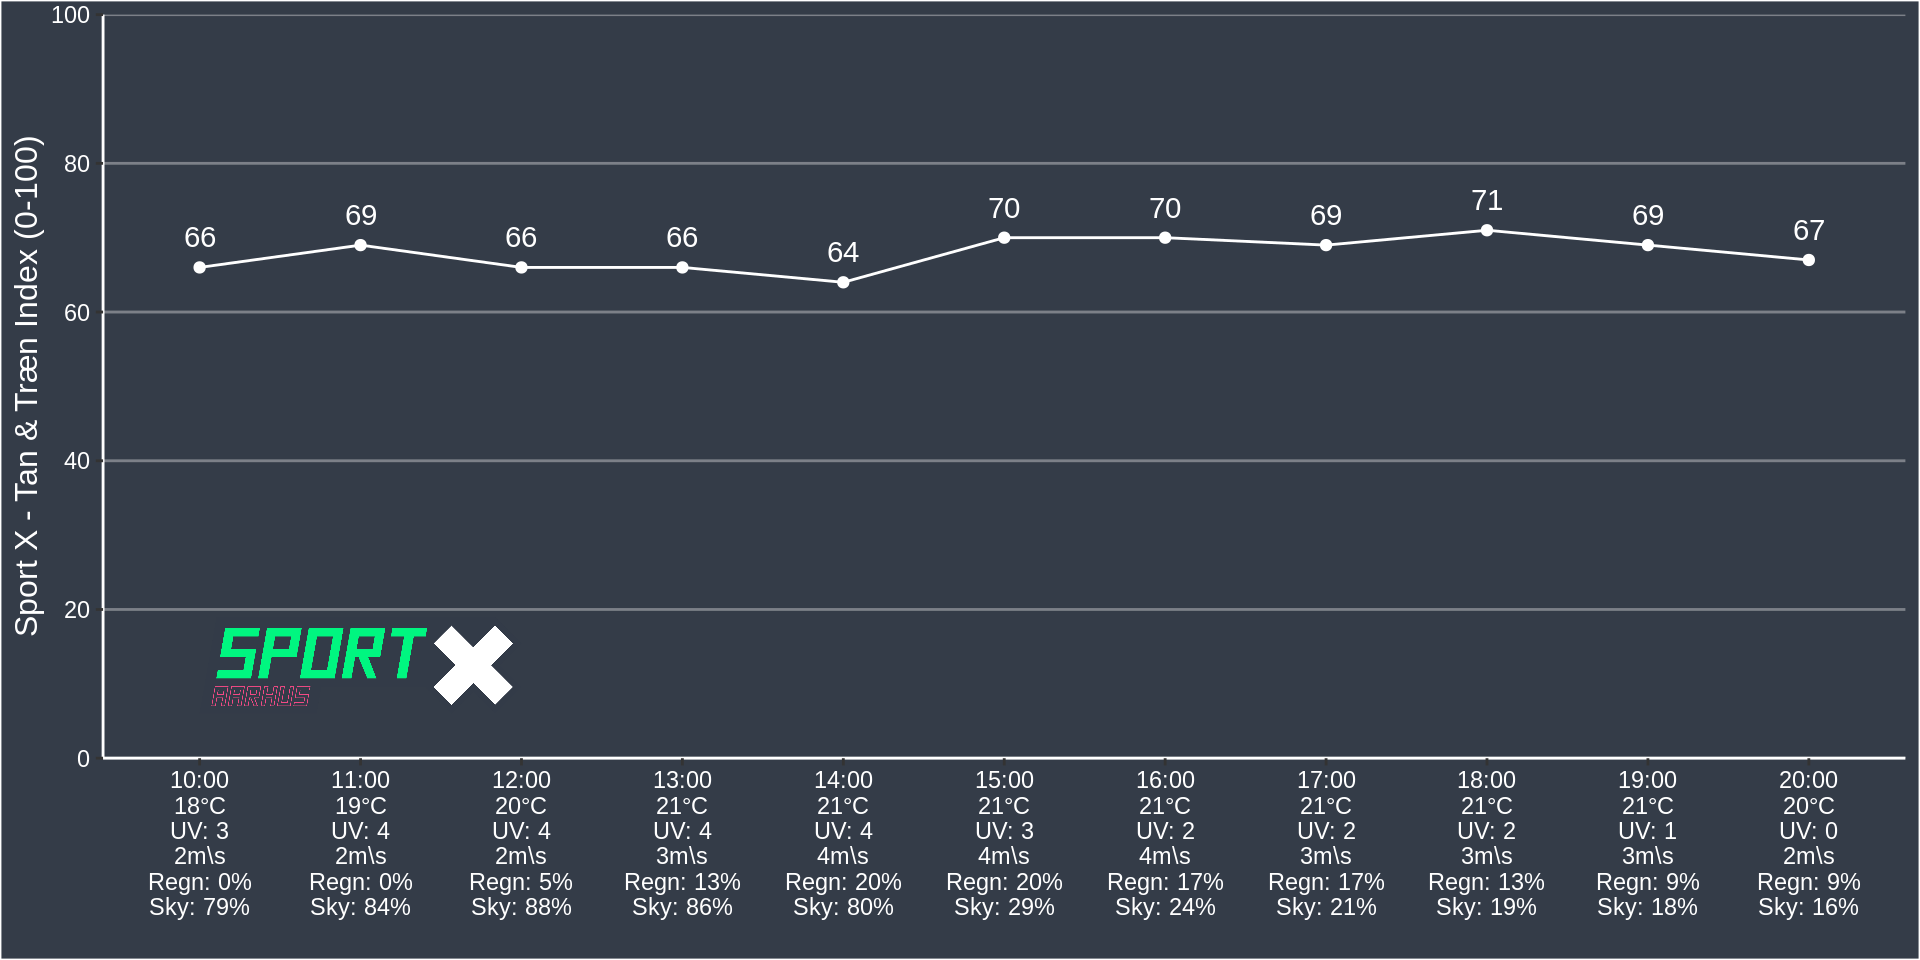 Sport X - Tan & Træn Index (0-100)
100
80
60
40
20
0
66
69
66
66
64
70
70
69
71
69
67
SPORT X
AARHUS
10:00 11:00 12:00 13:00 14:00 15:00 16:00 17:00 18:00 19:00 20:00
18°C 19°C 20°C 21°C 21°C 21°C 21°C 21°C 21°C 21°C 20°C
UV: 3 UV: 4 UV: 4 UV: 4 UV: 4 UV: 3 UV: 2 UV: 2 UV: 2 UV: 1 UV: 0
2m\s 2m\s 2m\s 3m\s 4m\s 4m\s 4m\s 3m\s 3m\s 3m\s 2m\s
Regn: 0% Regn: 0% Regn: 5% Regn: 13% Regn: 20% Regn: 20% Regn: 17% Regn: 17% Regn: 13% Regn: 9% Regn: 9%
Sky: 79% Sky: 84% Sky: 88% Sky: 86% Sky: 80% Sky: 29% Sky: 24% Sky: 21% Sky: 19% Sky: 18% Sky: 16%